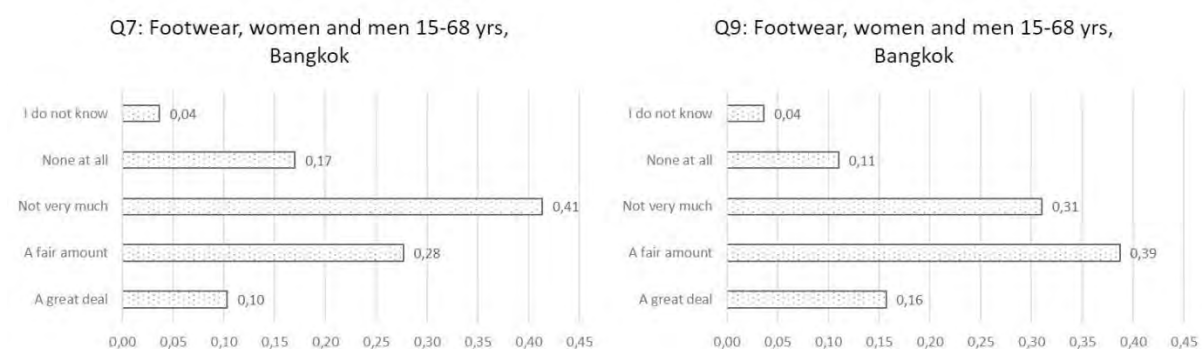 Q7: Footwear, women and men 15-68 yrs,
Bangkok
I do not know
0,04
None at all
0,17
Not very much
0,41
A fair amount
0,28
A great deal
0,10
0,00 0,05 0,10 0,15 0,20 0,25 0,30 0,35 0,40 0,45
Q9: Footwear, women and men 15-68 yrs,
Bangkok
I do not know
0,04
None at all
0,11
Not very much
0,31
A fair amount
0,39
A great deal
0,16
0,00 0,05 0,10 0,15 0,20 0,25 0,30 0,35 0,40 0,45